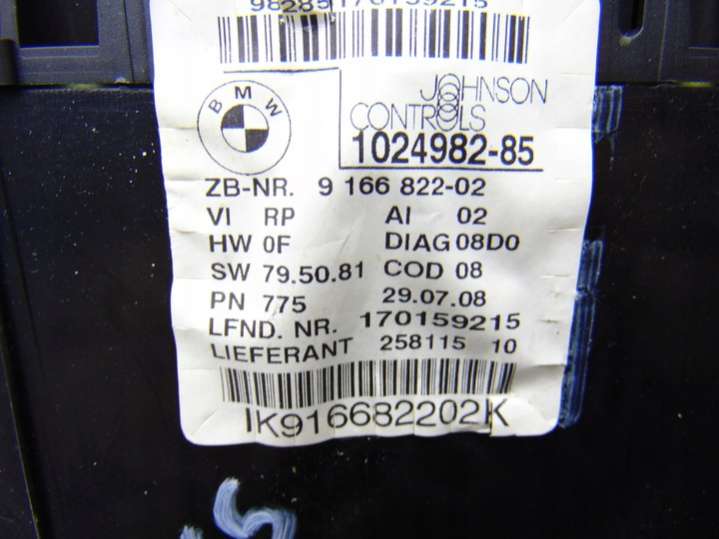 98285170159215
BMW
JOHNSON
CONTROLS
1024982-85
ZB-NR. 9 166 822-02
VI RP AI 02
HW 0F DIAG 08D0
SW 79.50.81 COD 08
PN 775 29.07.08
LFND. NR. 170159215
LIEFERANT 258115 10
IK916682202K